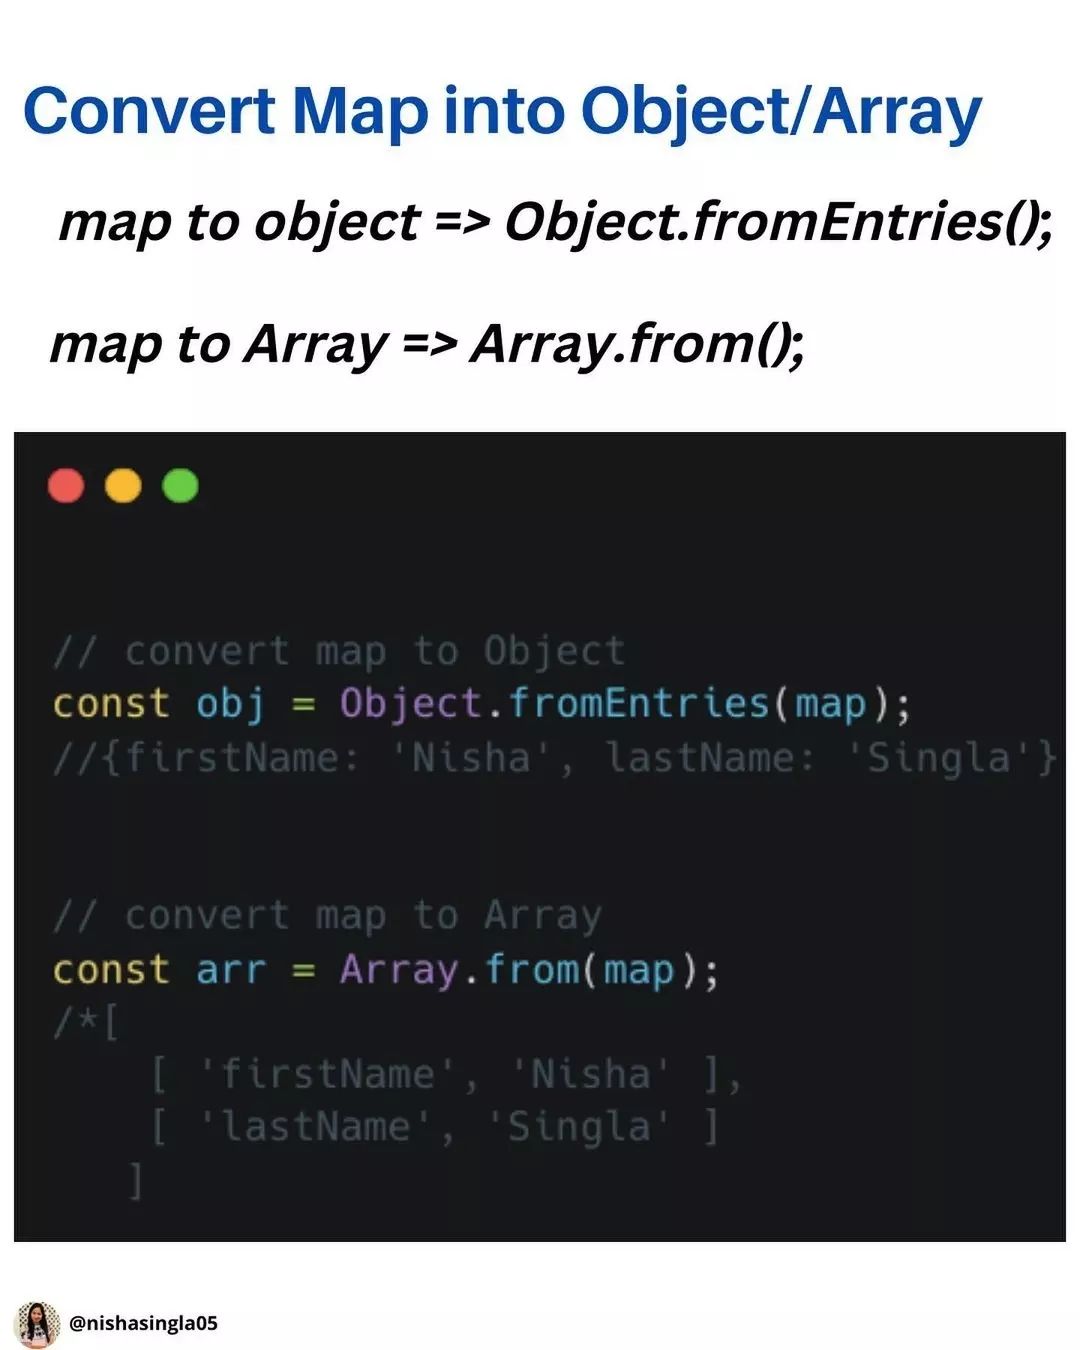 Convert Map into Object/Array
map to object => Object.fromEntries();
map to Array => Array.from();
// convert map to Object
const obj = Object.fromEntries(map);
//{firstName: 'Nisha', lastName: 'Singla'}
// convert map to Array
const arr = Array.from(map);
/*[
[ 'firstName', 'Nisha' ],
[ 'lastName', 'Singla' ]
]
@nishasingla05